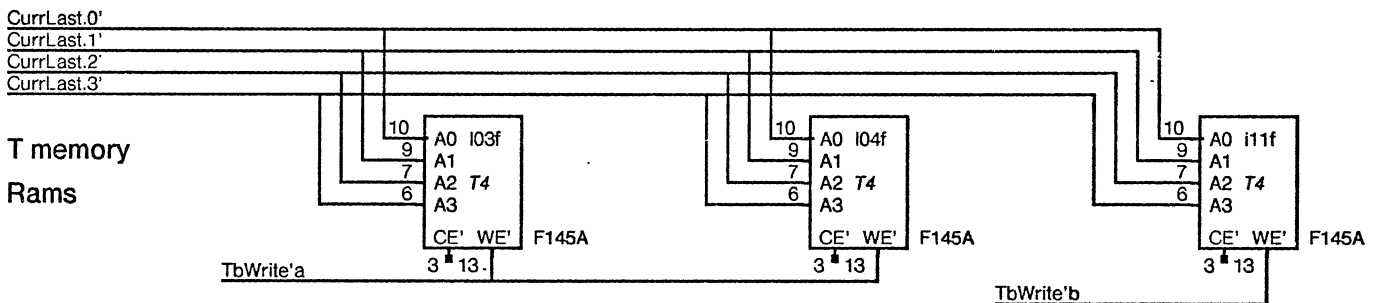 CurrLast.0'
CurrLast.1'
CurrLast.2'
CurrLast.3'
T memory
Rams
10 A0 I03f
9 A1
7 A2 T4
6 A3
CE' WE' F145A
3 13
10 A0 I04f
9 A1
7 A2 T4
6 A3
CE' WE' F145A
3 13
10 A0 i11f
9 A1
7 A2 T4
6 A3
CE' WE' F145A
3 13
TbWrite'a
TbWrite'b